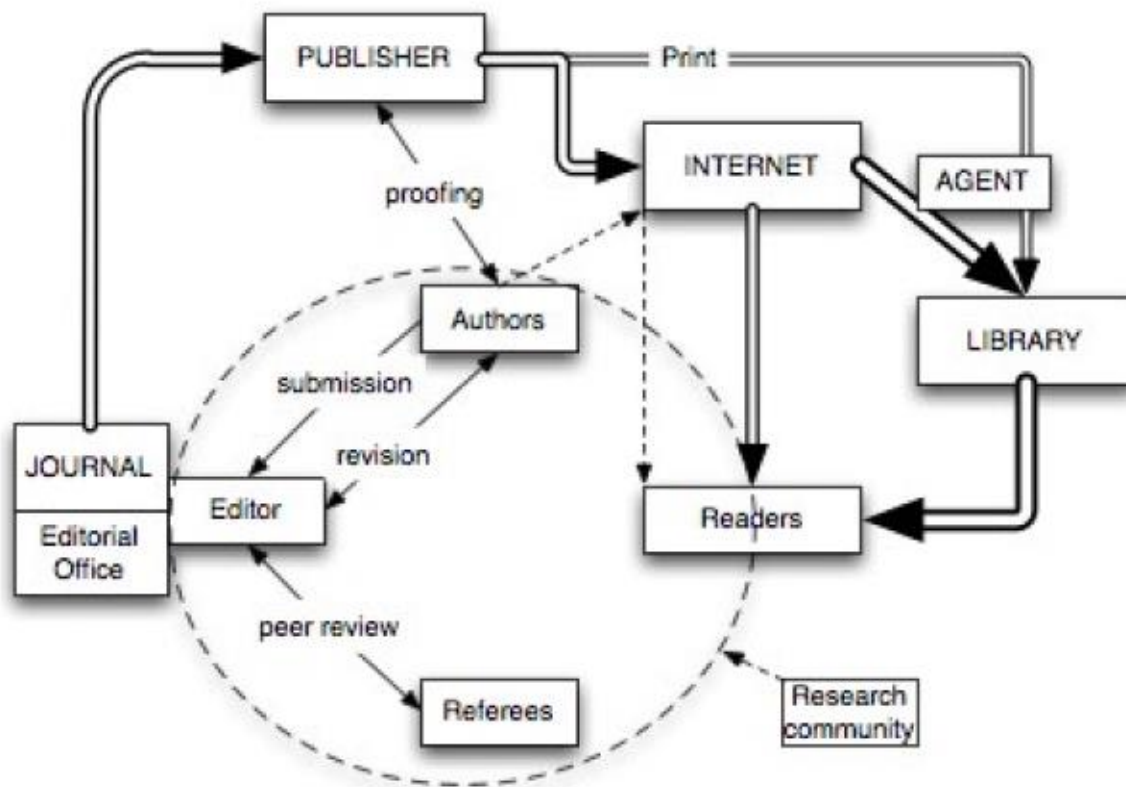 PUBLISHER
Print
INTERNET
AGENT
proofing
Authors
LIBRARY
submission
revision
JOURNAL
Editor
Readers
Editorial
Office
peer review
Referees
Research
community